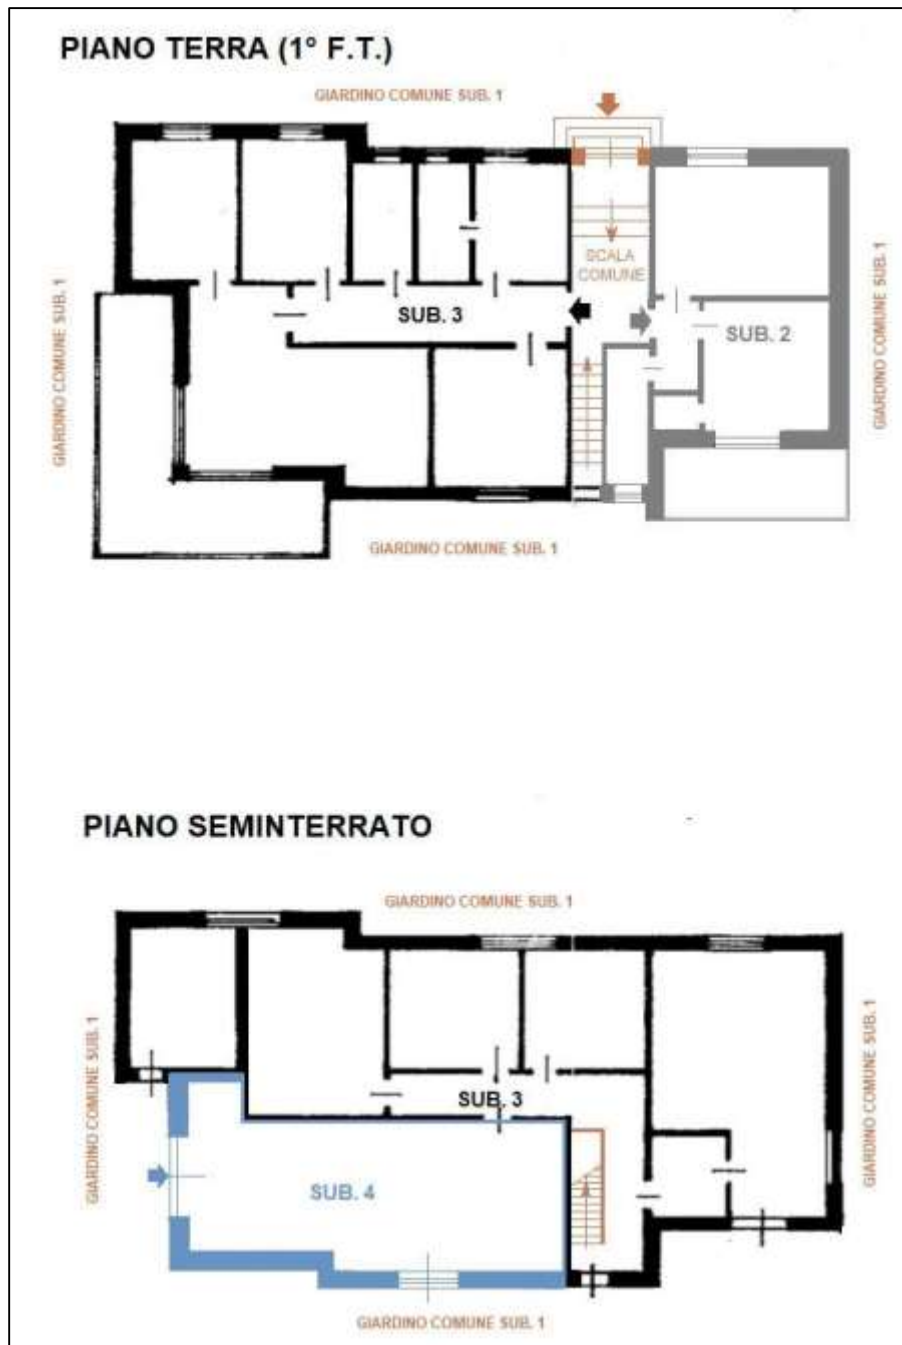 PIANO TERRA (1° F.T.)
GIARDINO COMUNE SUB. 1
SCALA
COMUNE
GIARDINO COMUNE SUB. 1
SUB. 3
SUB. 2
GIARDINO COMUNE SUB. 1
GIARDINO COMUNE SUB. 1
PIANO SEMINTERRATO
GIARDINO COMUNE SUB. 1
GIARDINO COMUNE SUB. 1
SUB. 3
GIARDINO COMUNE SUB. 1
SUB. 4
GIARDINO COMUNE SUB. 1